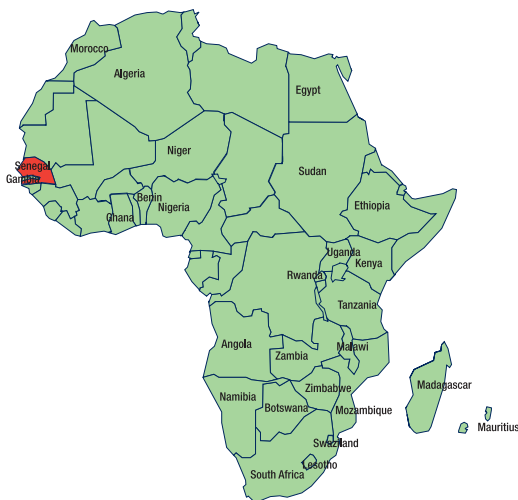 Morocco
Algeria
Egypt
Niger
Senegal
Gambia
Sudan
Benin
Nigeria
Ghana
Ethiopia
Uganda
Kenya
Rwanda
Tanzania
Angola
Malawi
Zambia
Zimbabwe
Madagascar
Namibia
Botswana
Mozambique
Mauritius
Swaziland
Lesotho
South Africa